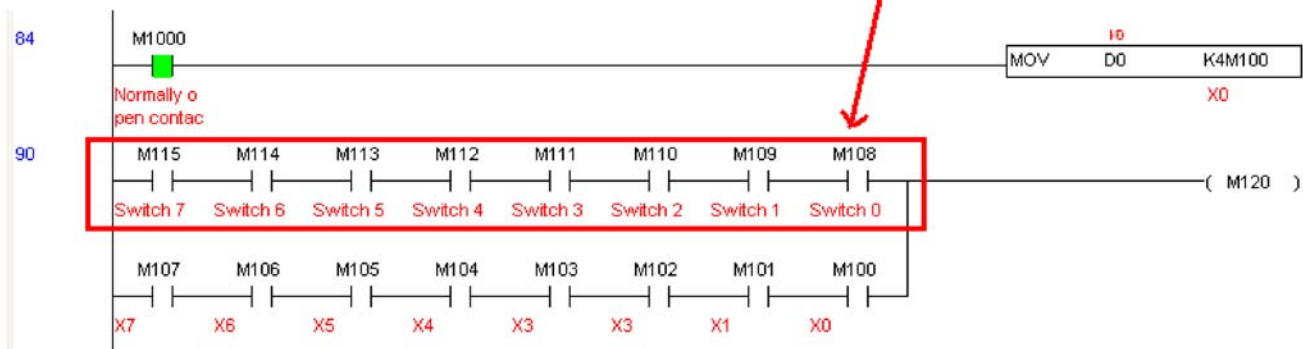 84 M1000
MOV D0 K4M100
Normally o
pen contac
X0
90 M115 M114 M113 M112 M111 M110 M109 M108
( M120 )
Switch 7 Switch 6 Switch 5 Switch 4 Switch 3 Switch 2 Switch 1 Switch 0
M107 M106 M105 M104 M103 M102 M101 M100
X7 X6 X5 X4 X3 X3 X1 X0